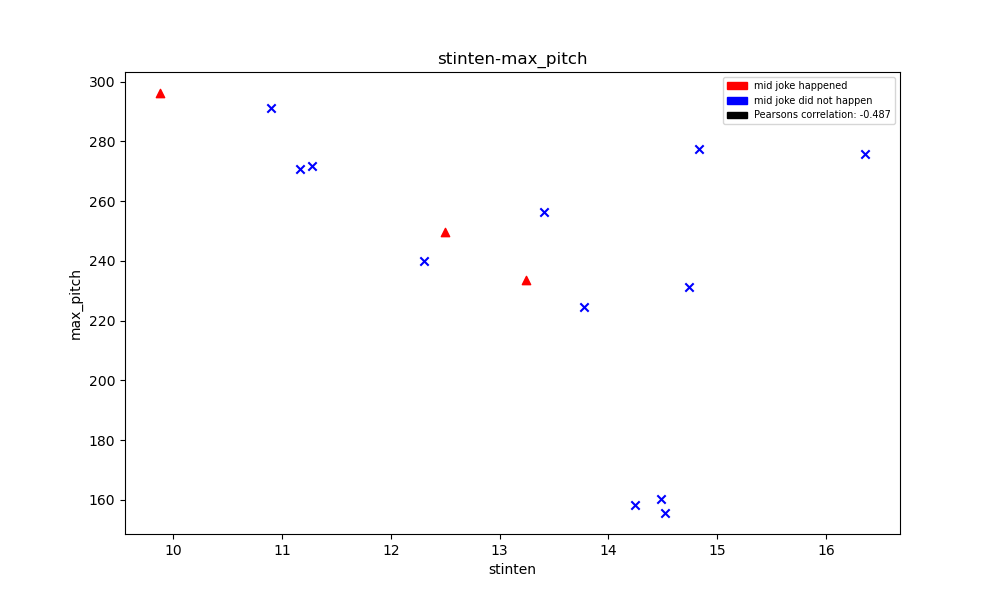 stinten-max_pitch
mid joke happened
mid joke did not happen
Pearsons correlation: -0.487
300
280
260
240
220
200
180
160
max_pitch
10 11 12 13 14 15 16
stinten